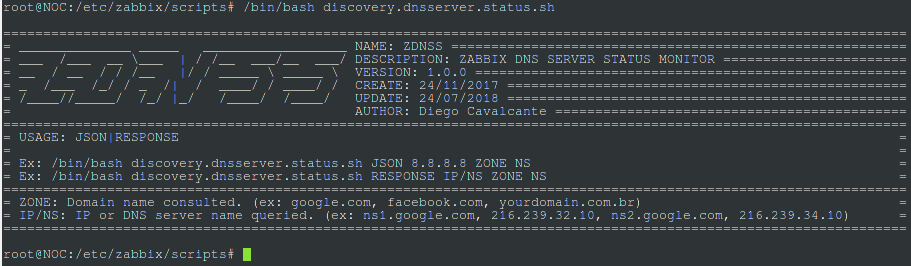 root@NOC:/etc/zabbix/scripts# /bin/bash discovery.dnsserver.status.sh
ZDNSS
NAME: ZDNSS
DESCRIPTION: ZABBIX DNS SERVER STATUS MONITOR
VERSION: 1.0.0
CREATE: 24/11/2017
UPDATE: 24/07/2018
AUTHOR: Diego Cavalcante
= USAGE: JSON|RESPONSE =
= Ex: /bin/bash discovery.dnsserver.status.sh JSON 8.8.8.8 ZONE NS =
= Ex: /bin/bash discovery.dnsserver.status.sh RESPONSE IP/NS ZONE NS =
= ZONE: Domain name consulted. (ex: google.com, facebook.com, yourdomain.com.br) =
= IP/NS: IP or DNS server name queried. (ex: ns1.google.com, 216.239.32.10, ns2.google.com, 216.239.34.10) =
root@NOC:/etc/zabbix/scripts#